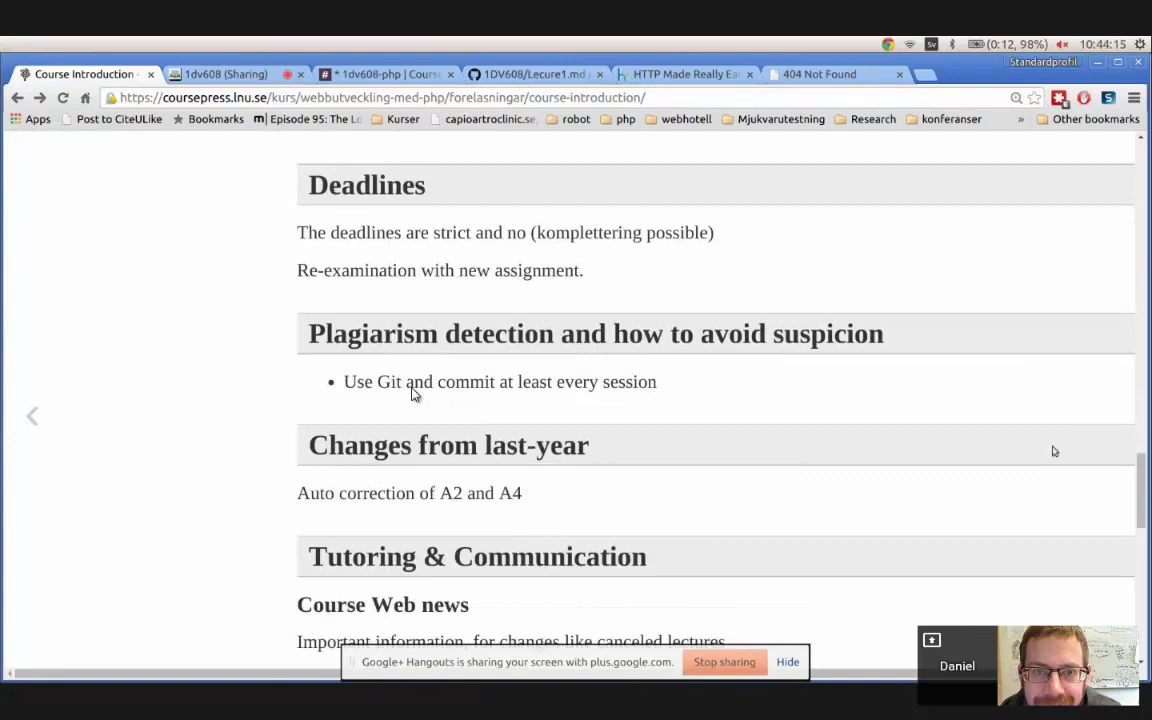 Sv (0:12, 98%) 10:44:15
Standardprofil
Course Introduction - 1dv608 (Sharing) * 1dv608-php | Course 1DV608/Lecure1.md a HTTP Made Really Ea 404 Not Found
https://coursepress.lnu.se/kurs/webbutveckling-med-php/forelasningar/course-introduction/
Apps Post to CiteULike Bookmarks Episode 95: The Lo Kurser capioartroclinic.se, robot php webhotell Mjukvarutestning Research konferanser » Other bookmarks
Deadlines
The deadlines are strict and no (komplettering possible)
Re-examination with new assignment.
Plagiarism detection and how to avoid suspicion
• Use Git and commit at least every session
Changes from last-year
Auto correction of A2 and A4
Tutoring & Communication
Course Web news
Important information, for changes like canceled lectures
Google+ Hangouts is sharing your screen with plus.google.com. Stop sharing Hide
Daniel